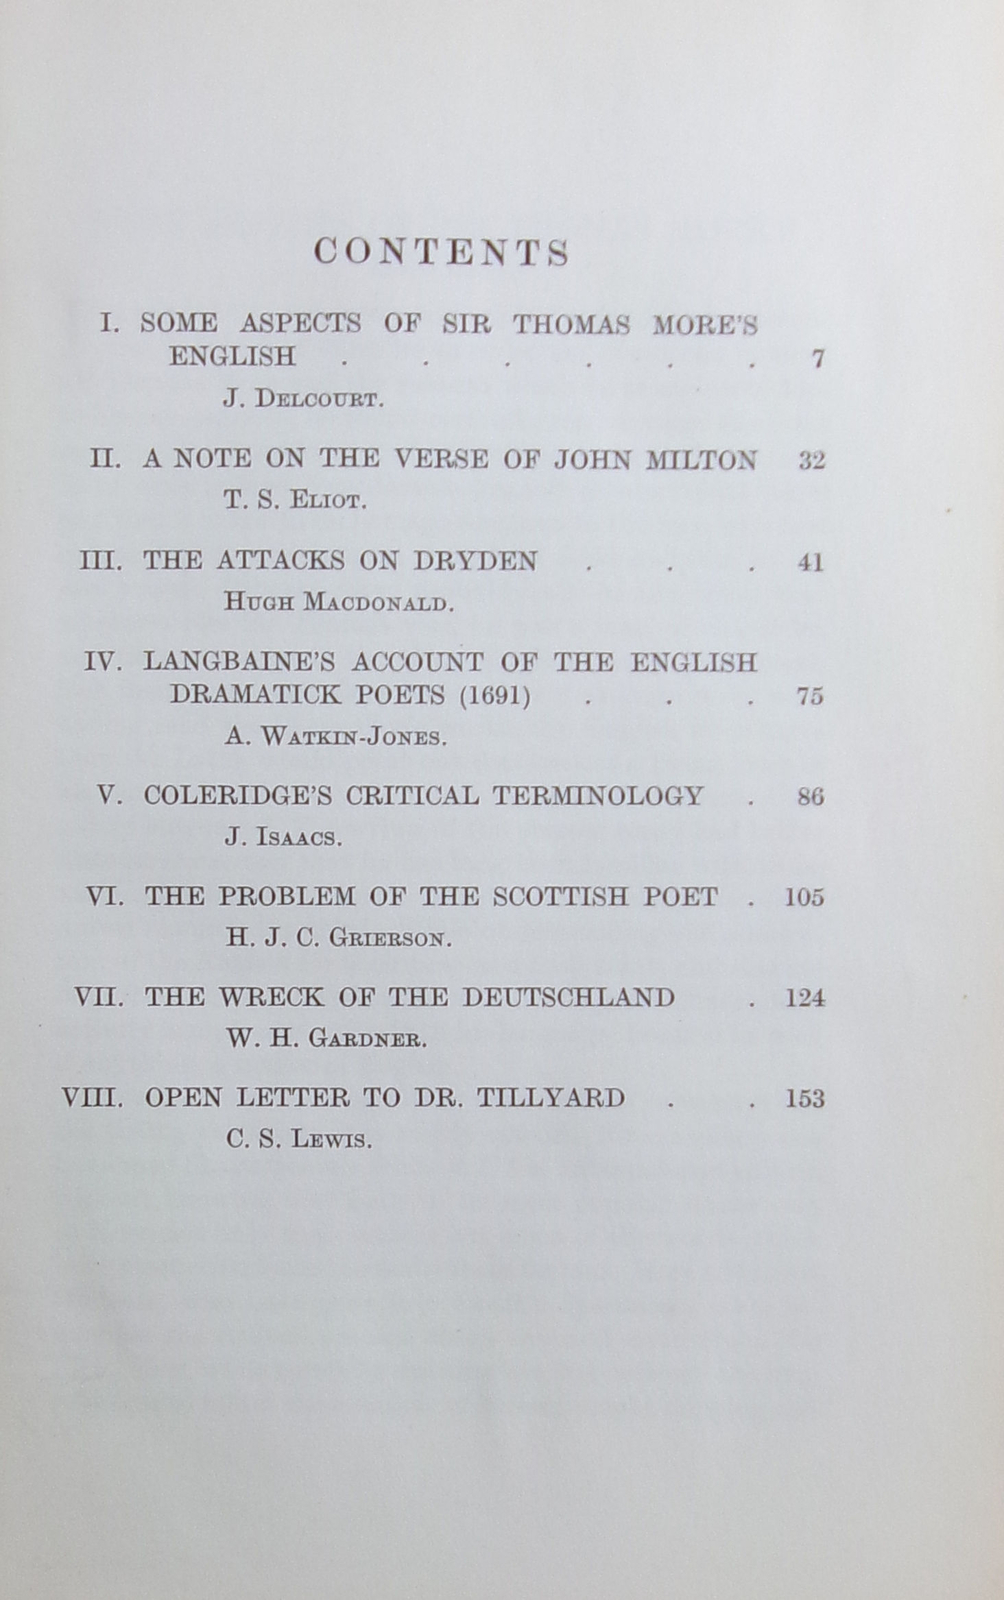 CONTENTS
I. SOME ASPECTS OF SIR THOMAS MORE'S
ENGLISH . . . . . . 7
J. DELCOURT.
II. A NOTE ON THE VERSE OF JOHN MILTON 32
T. S. ELIOT.
III. THE ATTACKS ON DRYDEN . . . 41
HUGH MACDONALD.
IV. LANGBAINE'S ACCOUNT OF THE ENGLISH
DRAMATICK POETS (1691) . . . 75
A. WATKIN-JONES.
V. COLERIDGE'S CRITICAL TERMINOLOGY . 86
J. ISAACS.
VI. THE PROBLEM OF THE SCOTTISH POET . 105
H. J. C. GRIERSON.
VII. THE WRECK OF THE DEUTSCHLAND . 124
W. H. GARDNER.
VIII. OPEN LETTER TO DR. TILLYARD . . 153
C. S. LEWIS.